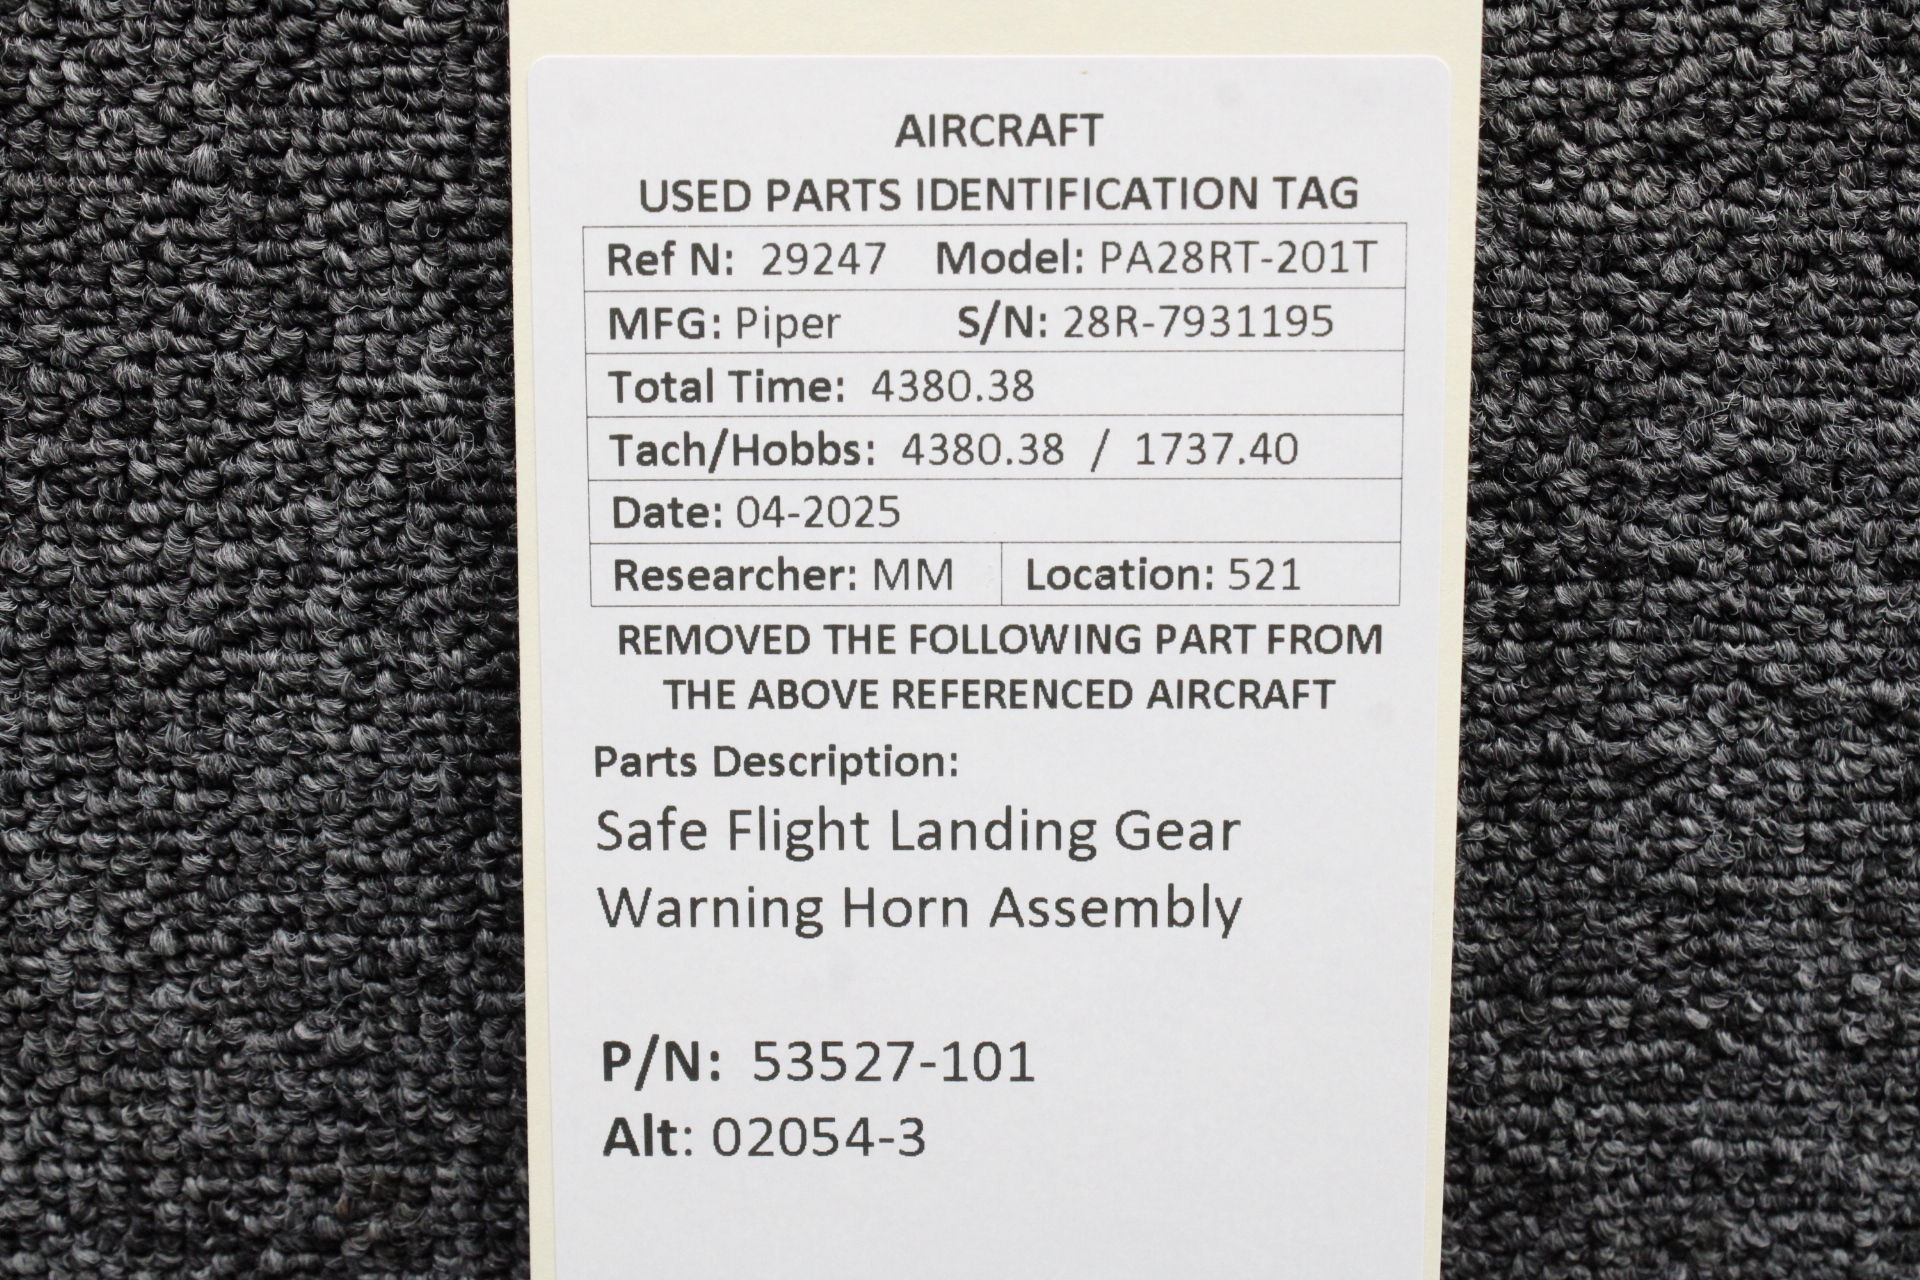 AIRCRAFT
USED PARTS IDENTIFICATION TAG
Ref N: 29247 Model: PA28RT-201T
MFG: Piper S/N: 28R-7931195
Total Time: 4380.38
Tach/Hobbs: 4380.38 / 1737.40
Date: 04-2025
Researcher: MM Location: 521
REMOVED THE FOLLOWING PART FROM
THE ABOVE REFERENCED AIRCRAFT
Parts Description:
Safe Flight Landing Gear
Warning Horn Assembly
P/N: 53527-101
Alt: 02054-3